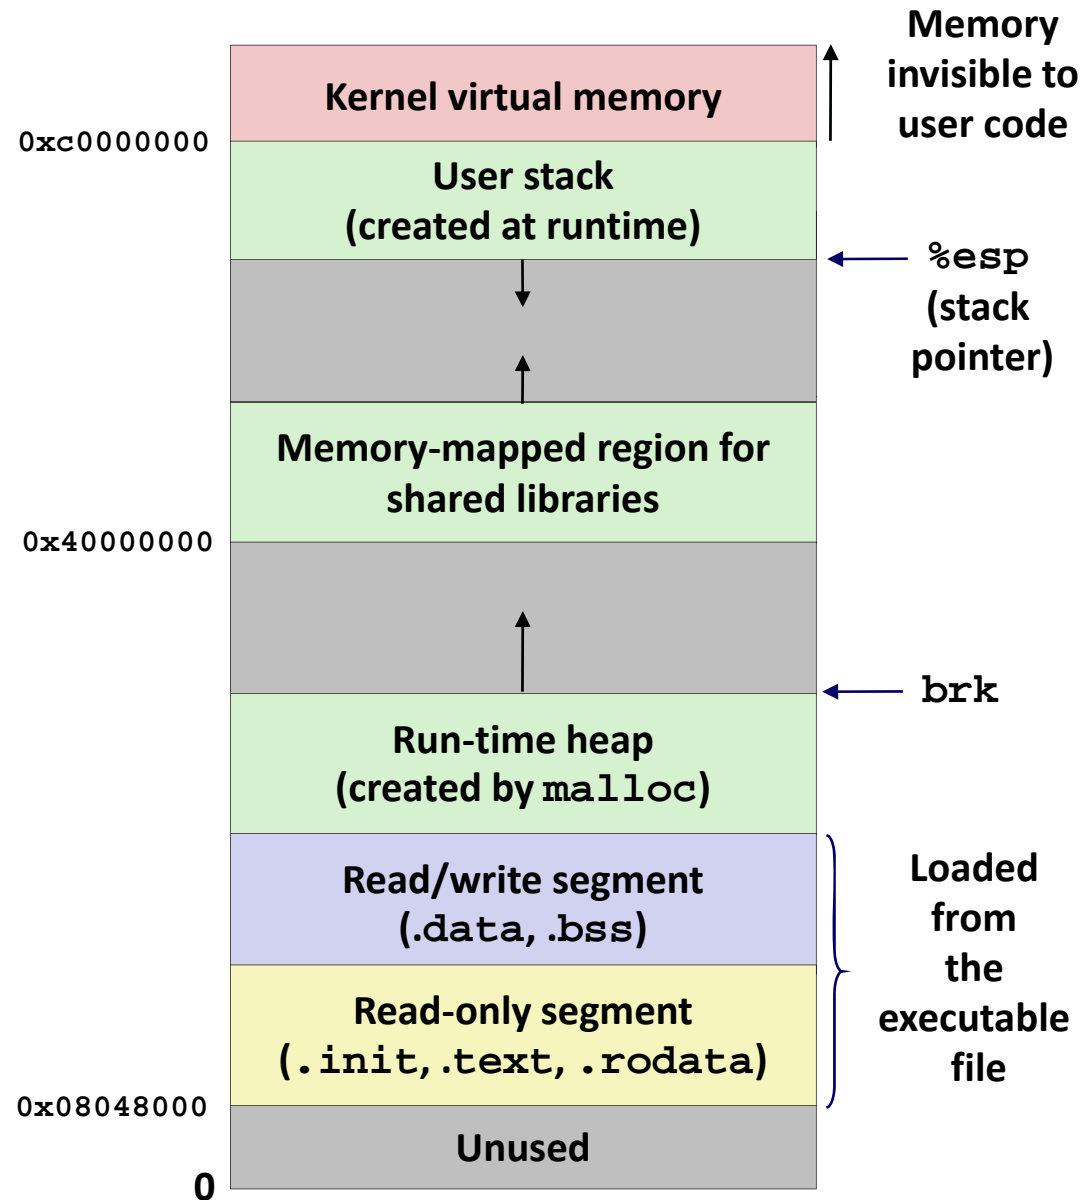 Memory
invisible to
user code
Kernel virtual memory
0xc0000000
User stack
(created at runtime)
%esp
(stack
pointer)
Memory-mapped region for
shared libraries
0x40000000
brk
Run-time heap
(created by malloc)
Read/write segment
(.data, .bss)
Loaded
from
the
executable
file
Read-only segment
(.init, .text, .rodata)
0x08048000
Unused
0